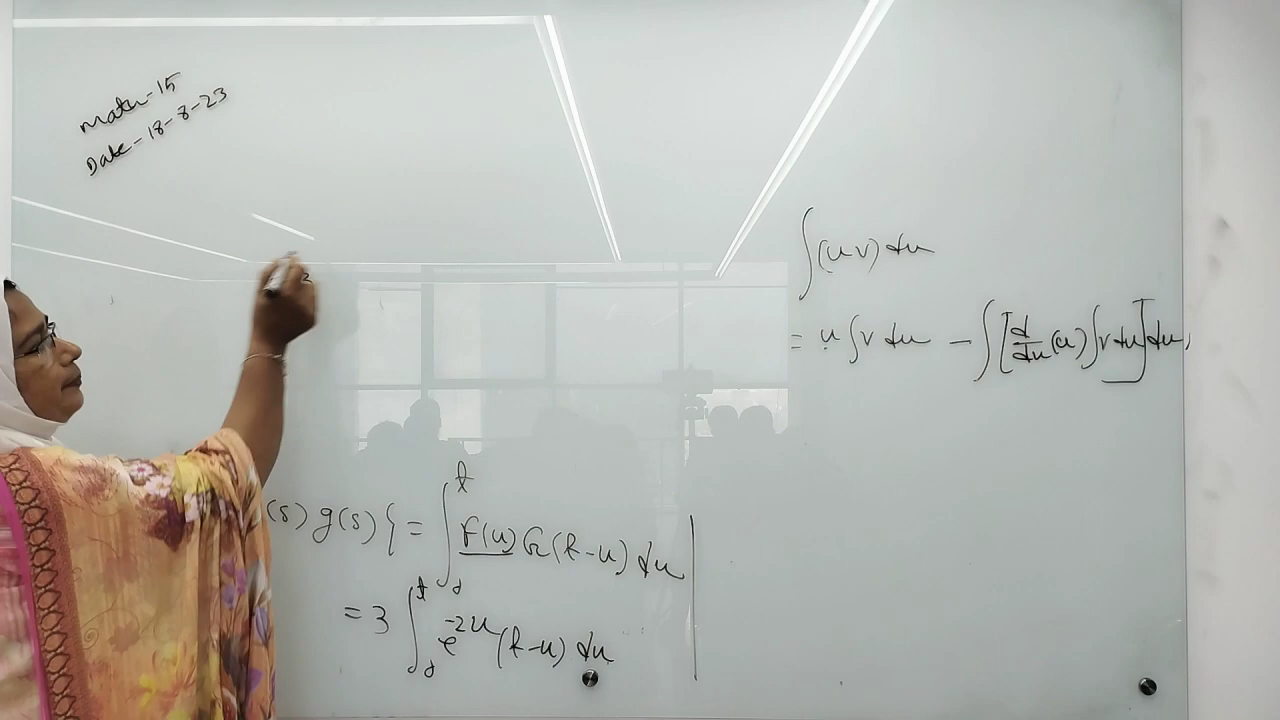 Math-15
Date-18-8-23
∫(uv) du
= u ∫v du - ∫[d/du (u) ∫v du] du,
(s) g(s)} = ∫₀ᵗ F(u) G(t-u) du
= 3 ∫₀ᵗ e^{-2u} (t-u) du